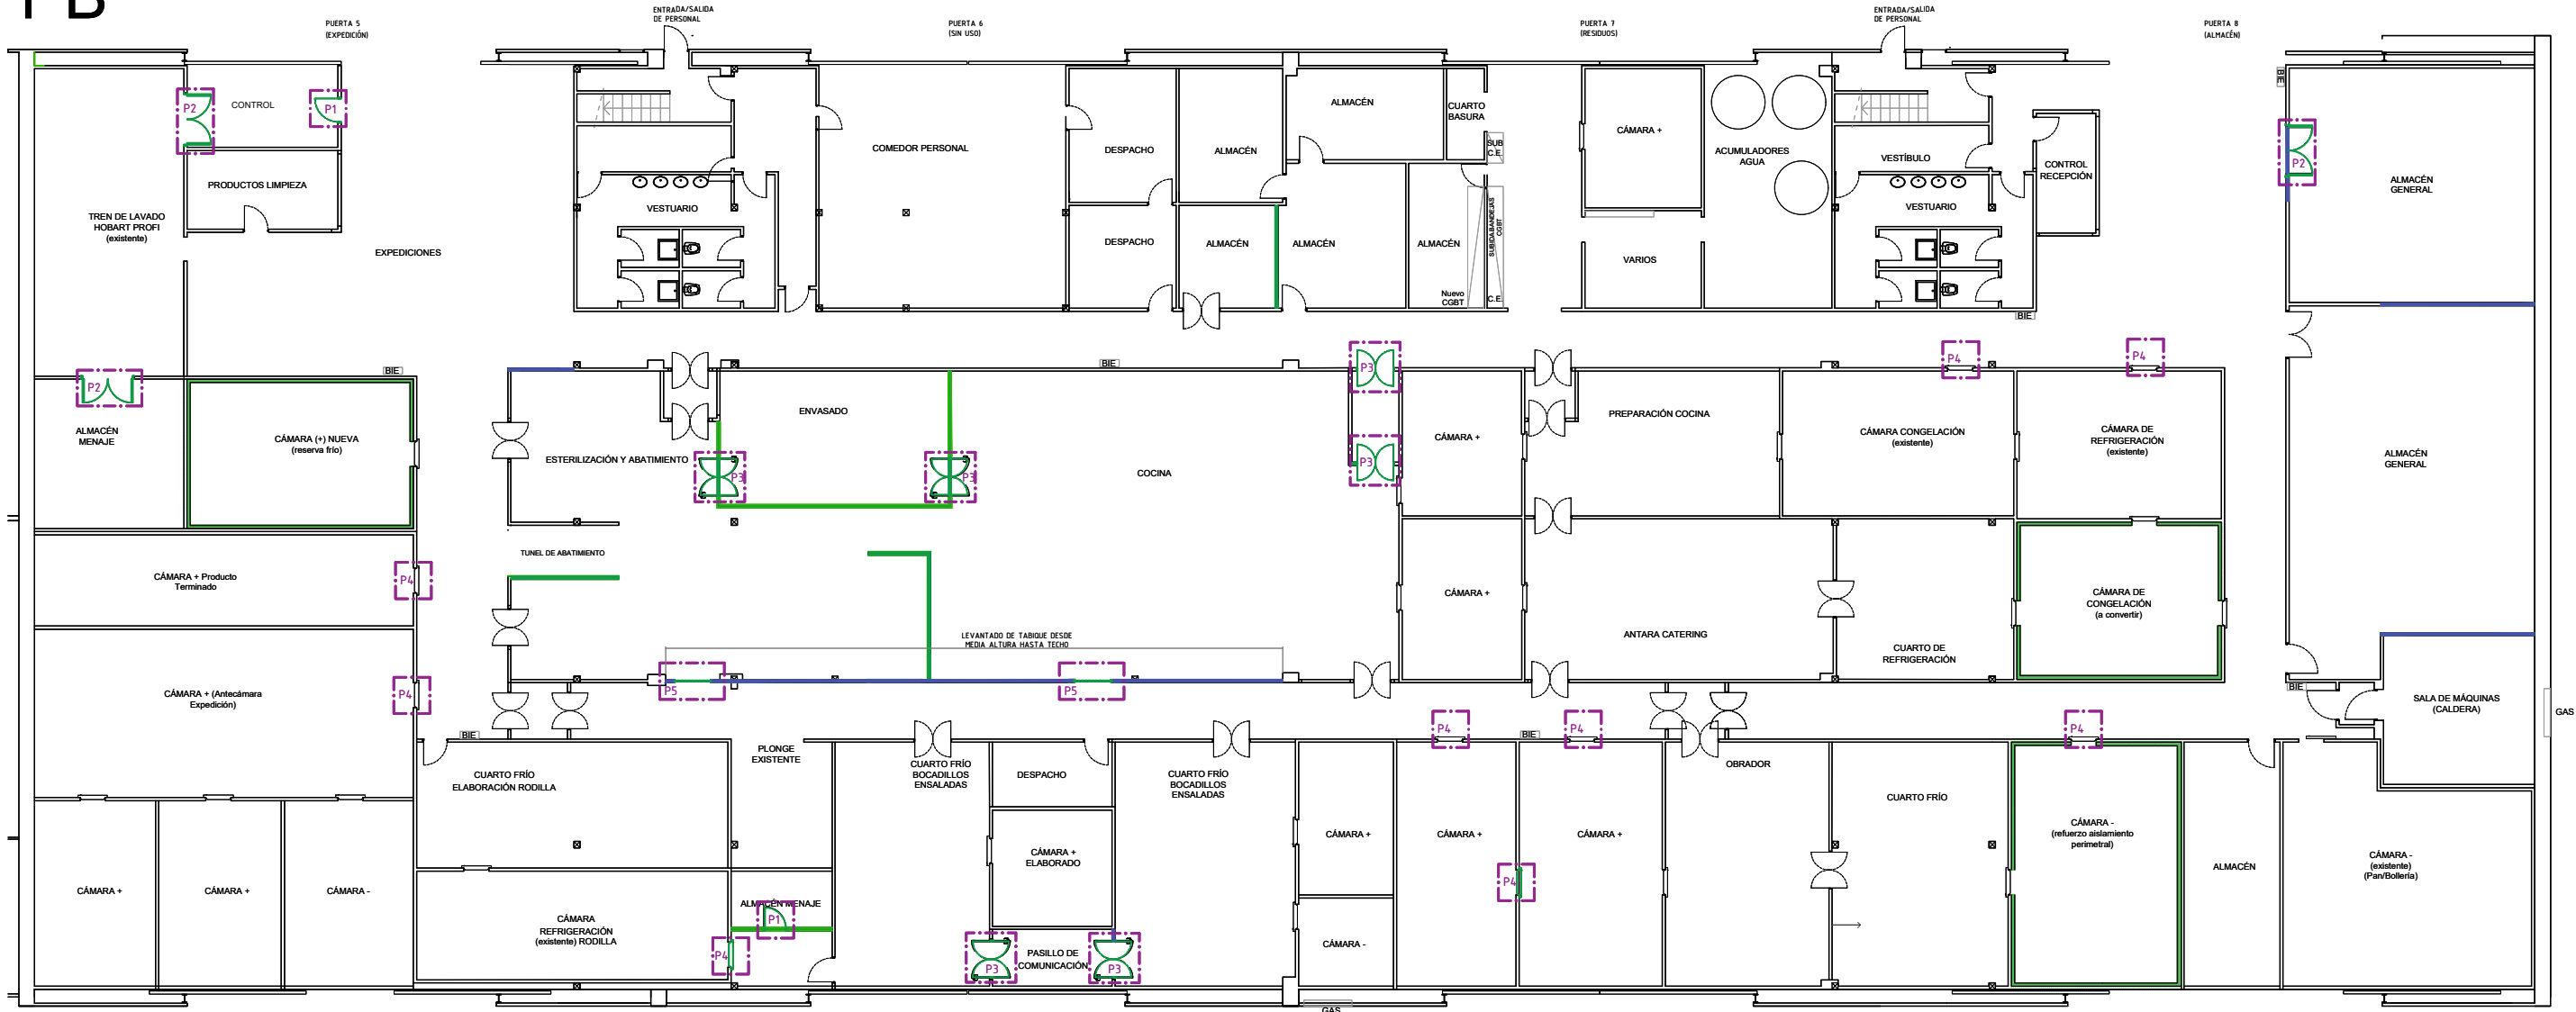 PB
PUERTA 5
(EXPEDICIÓN)
ENTRADA/SALIDA
DE PERSONAL
PUERTA 6
(SIN USO)
PUERTA 7
(RESIDUOS)
ENTRADA/SALIDA
DE PERSONAL
PUERTA 8
(ALMACÉN)
P2
CONTROL
P1
PRODUCTOS LIMPIEZA
TREN DE LAVADO
HOBART PROFI
(existente)
EXPEDICIONES
VESTUARIO
COMEDOR PERSONAL
DESPACHO
ALMACÉN
ALMACÉN
CUARTO
BASURA
SUB
C.E.
DESPACHO
ALMACÉN
ALMACÉN
ALMACÉN
SUBIDA BANDEJAS
CGBT
Nuevo
CGBT
C.E.
CÁMARA +
VARIOS
ACUMULADORES
AGUA
VESTÍBULO
VESTUARIO
CONTROL
RECEPCIÓN
BIE
BIE
P2
ALMACÉN
GENERAL
BIE
P2
ALMACÉN
MENAJE
CÁMARA (+) NUEVA
(reserva frío)
ESTERILIZACIÓN Y ABATIMIENTO
P3
ENVASADO
P3
BIE
COCINA
P3
P3
CÁMARA +
PREPARACIÓN COCINA
P4
CÁMARA CONGELACIÓN
(existente)
P4
CÁMARA DE
REFRIGERACIÓN
(existente)
ALMACÉN
GENERAL
TUNEL DE ABATIMIENTO
CÁMARA + Producto
Terminado
P4
CÁMARA +
ANTARA CATERING
CUARTO DE
REFRIGERACIÓN
CÁMARA DE
CONGELACIÓN
(a convertir)
LEVANTADO DE TABIQUE DESDE
MEDIA ALTURA HASTA TECHO
P5
P5
CÁMARA + (Antecámara
Expedición)
P4
BIE
SALA DE MÁQUINAS
(CALDERA)
GAS
BIE
CUARTO FRÍO
ELABORACIÓN RODILLA
PLONGE
EXISTENTE
CUARTO FRÍO
BOCADILLOS
ENSALADAS
DESPACHO
CUARTO FRÍO
BOCADILLOS
ENSALADAS
P4
BIE
P4
OBRADOR
CUARTO FRÍO
P4
CÁMARA +
CÁMARA +
CÁMARA -
CÁMARA
REFRIGERACIÓN
(existente) RODILLA
ALMACÉN MENAJE
P1
P4
CÁMARA +
ELABORADO
P3
PASILLO DE
COMUNICACIÓN
P3
CÁMARA +
CÁMARA -
CÁMARA +
P4
CÁMARA +
CÁMARA -
(refuerzo aislamiento
perimetral)
ALMACÉN
CÁMARA -
(existente)
(Pan/Bollería)
GAS